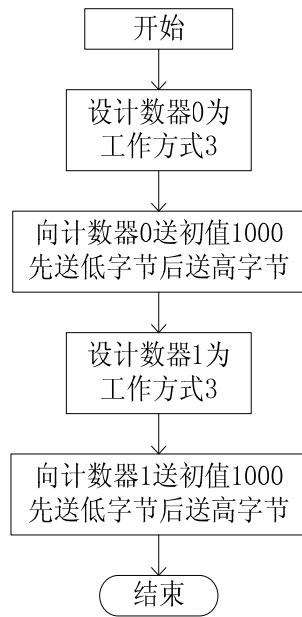 开始
设计数器0为
工作方式3
向计数器0送初值1000
先送低字节后送高字节
设计数器1为
工作方式3
向计数器1送初值1000
先送低字节后送高字节
结束